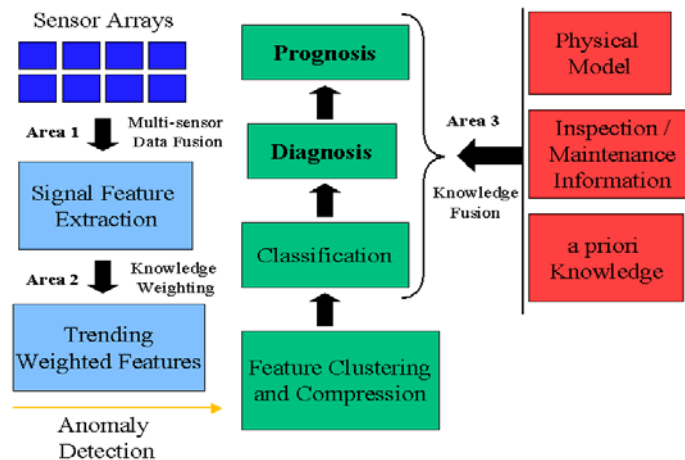 Sensor Arrays
Area 1
Multi-sensor
Data Fusion
Signal Feature
Extraction
Area 2
Knowledge
Weighting
Trending
Weighted Features
Anomaly
Detection
Prognosis
Diagnosis
Classification
Feature Clustering
and Compression
Area 3
Knowledge
Fusion
Physical
Model
Inspection /
Maintenance
Information
a priori
Knowledge